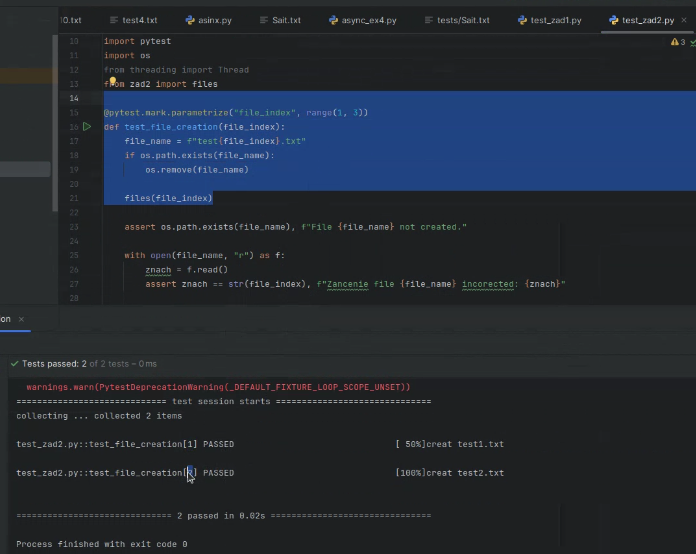 10.txt test4.txt asinx.py Sait.txt async_ex4.py tests/Sait.txt test_zad1.py test_zad2.py
10 import pytest 3
11 import os
12 from threading import Thread
13 from zad2 import files
14
15 @pytest.mark.parametrize("file_index", range(1, 3))
16 def test_file_creation(file_index):
17 file_name = f"test{file_index}.txt"
18 if os.path.exists(file_name):
19 os.remove(file_name)
20
21 files(file_index)
22
23 assert os.path.exists(file_name), f"File {file_name} not created."
24
25 with open(file_name, "r") as f:
26 znach = f.read()
27 assert znach == str(file_index), f"Zancenie file {file_name} incorected: {znach}"
28
on
Tests passed: 2 of 2 tests – 0 ms
warnings.warn(PytestDeprecationWarning(_DEFAULT_FIXTURE_LOOP_SCOPE_UNSET))
============================= test session starts =============================
collecting ... collected 2 items
test_zad2.py::test_file_creation[1] PASSED [ 50%]creat test1.txt
test_zad2.py::test_file_creation[2] PASSED [100%]creat test2.txt
============================== 2 passed in 0.02s ==============================
Process finished with exit code 0